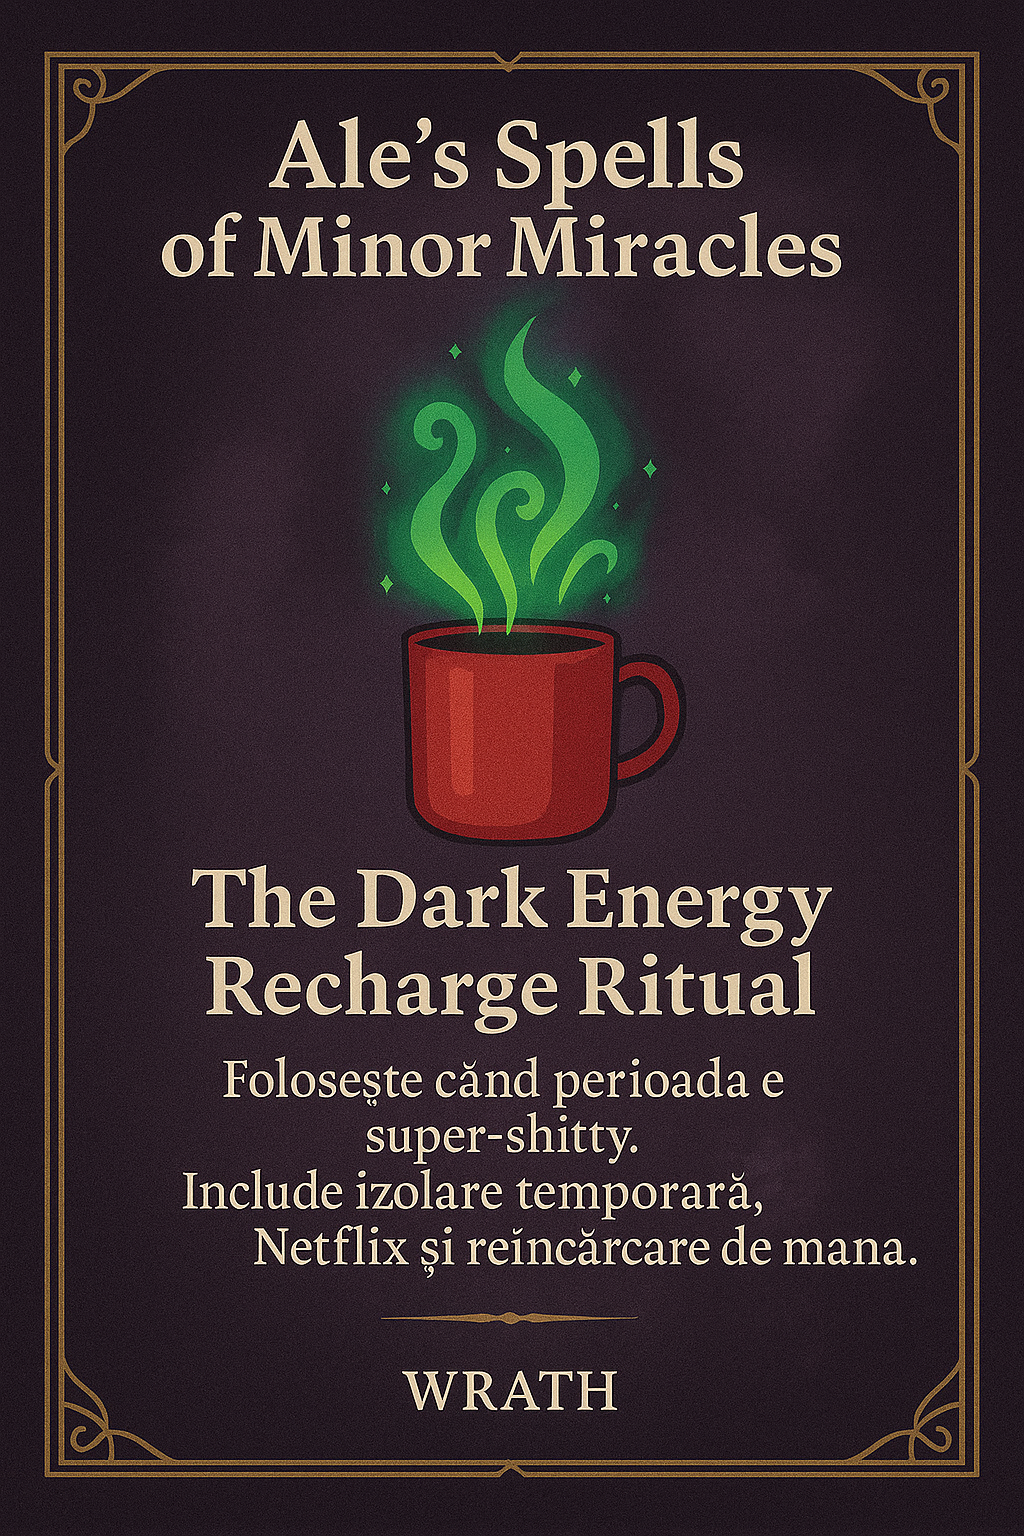 Ale’s Spells
of Minor Miracles
The Dark Energy
Recharge Ritual
Folosește cănd perioada e
super-shitty.
Include izolare temporară,
Netflix și reĭncărcare de mana.
WRATH